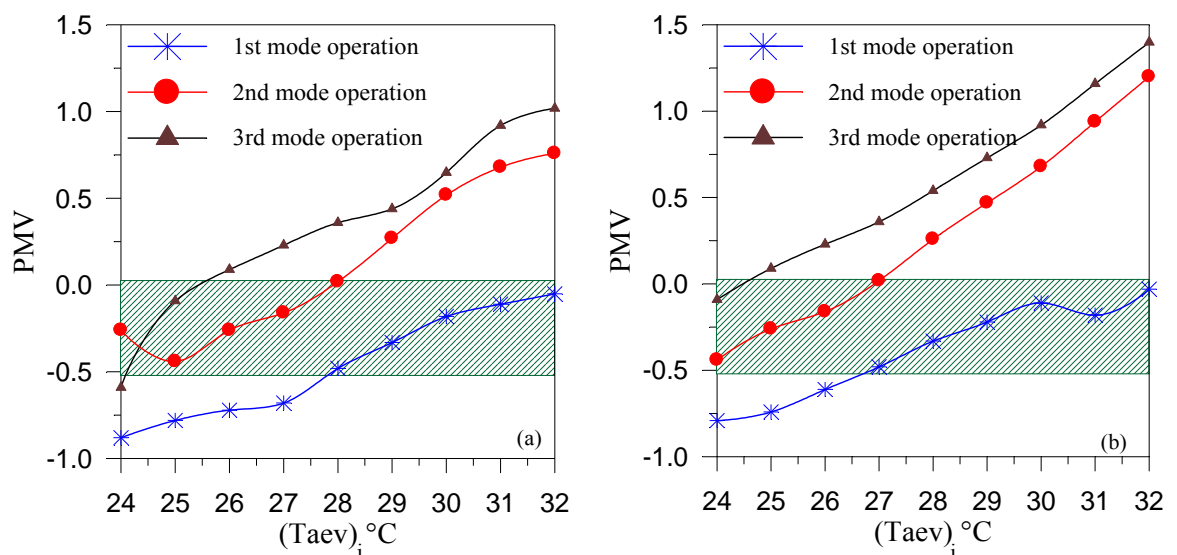 1.5
1st mode operation
2nd mode operation
3rd mode operation
1.0
0.5
0.0
-0.5
-1.0
PMV
(a)
24 25 26 27 28 29 30 31 32
(Taev)i °C
1.5
1st mode operation
2nd mode operation
3rd mode operation
1.0
0.5
0.0
-0.5
-1.0
PMV
(b)
24 25 26 27 28 29 30 31 32
(Taev)i °C